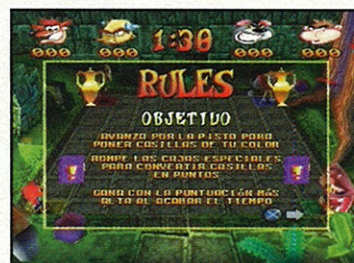 000 000 1:30 000 000
RULES
OBJETIVO
AVANZA POR LA PISTA PARA
PONER CASILLAS DE TU COLOR
ROMPE LAS CAJAS ESPECIALES
PARA CONVERTIR CASILLAS
EN PUNTOS
GANA CON LA PUNTUACIÓN MÁS
ALTA AL ACABAR EL TIEMPO